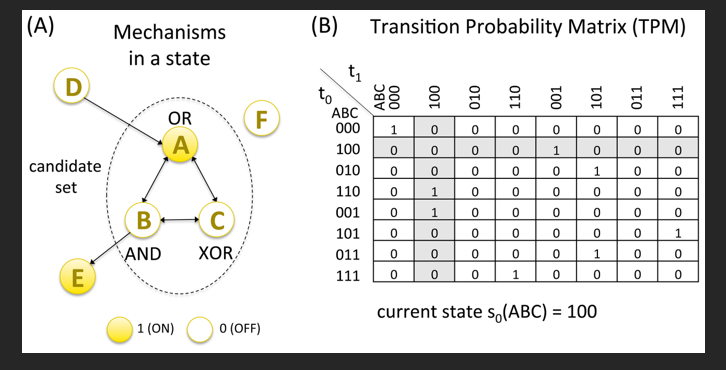 (A) Mechanisms
in a state
D
F
OR
A
candidate
set
B
C
AND
XOR
E
1 (ON)
0 (OFF)
(B) Transition Probability Matrix (TPM)
t1
t0
ABC
ABC 000 100 010 110 001 101 011 111
000 1 0 0 0 0 0 0 0
100 0 0 0 0 1 0 0 0
010 0 0 0 0 0 1 0 0
110 0 1 0 0 0 0 0 0
001 0 1 0 0 0 0 0 0
101 0 0 0 0 0 0 0 1
011 0 0 0 0 0 1 0 0
111 0 0 0 1 0 0 0 0
current state s0(ABC) = 100